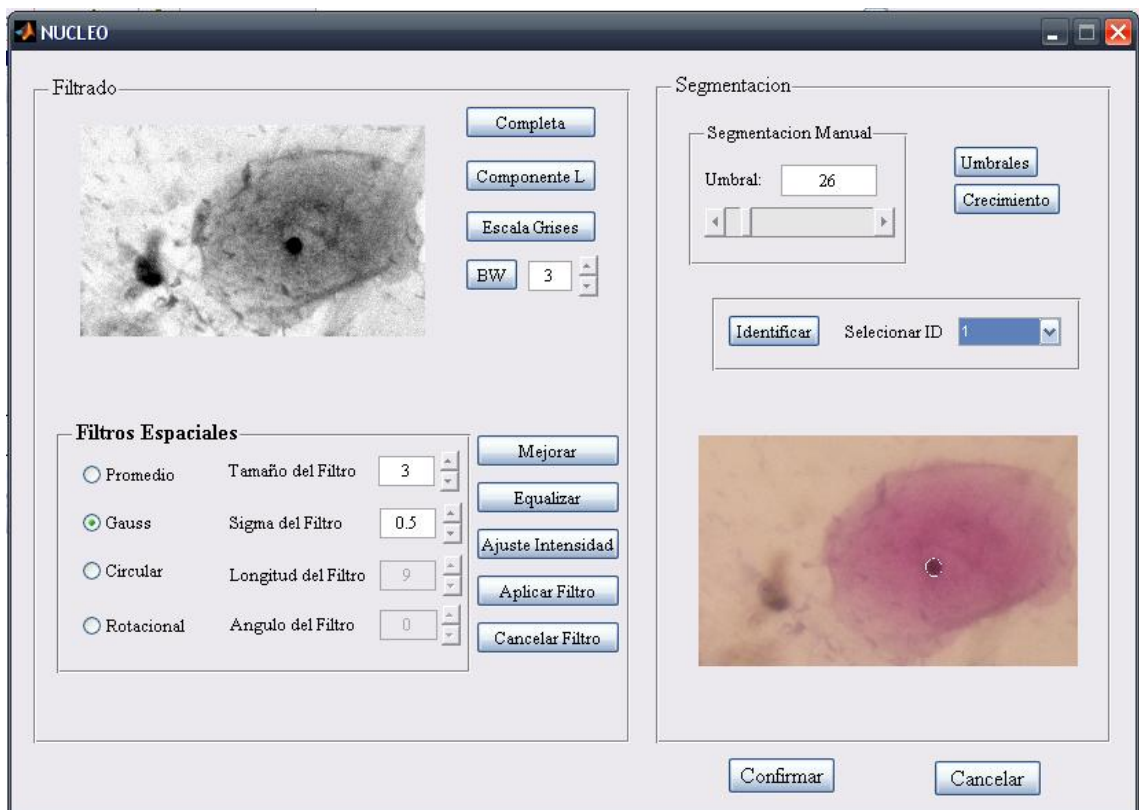 NUCLEO
Filtrado
Completa
Componente L
Escala Grises
BW 3
Filtros Espaciales
Promedio Tamaño del Filtro 3
Gauss Sigma del Filtro 0.5
Circular Longitud del Filtro 9
Rotacional Angulo del Filtro 0
Mejorar
Equalizar
Ajuste Intensidad
Aplicar Filtro
Cancelar Filtro
Segmentacion
Segmentacion Manual
Umbral: 26
Umbrales
Crecimiento
Identificar Selecionar ID 1
Confirmar Cancelar